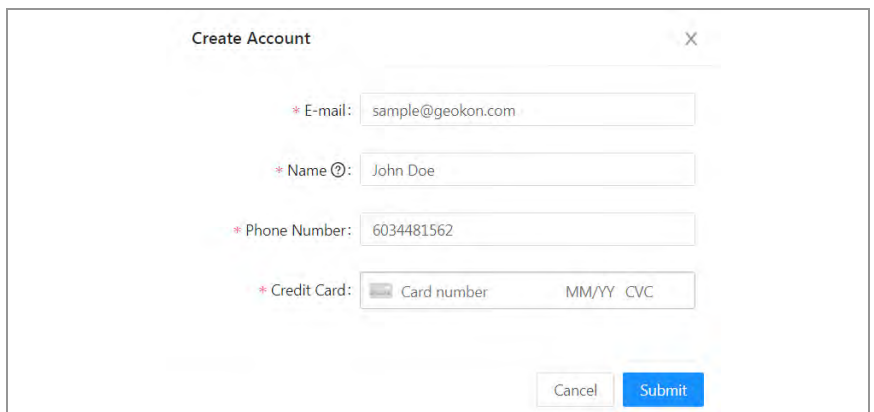 Create Account X
* E-mail: sample@geokon.com
* Name ?: John Doe
* Phone Number: 6034481562
* Credit Card: Card number MM/YY CVC
Cancel Submit